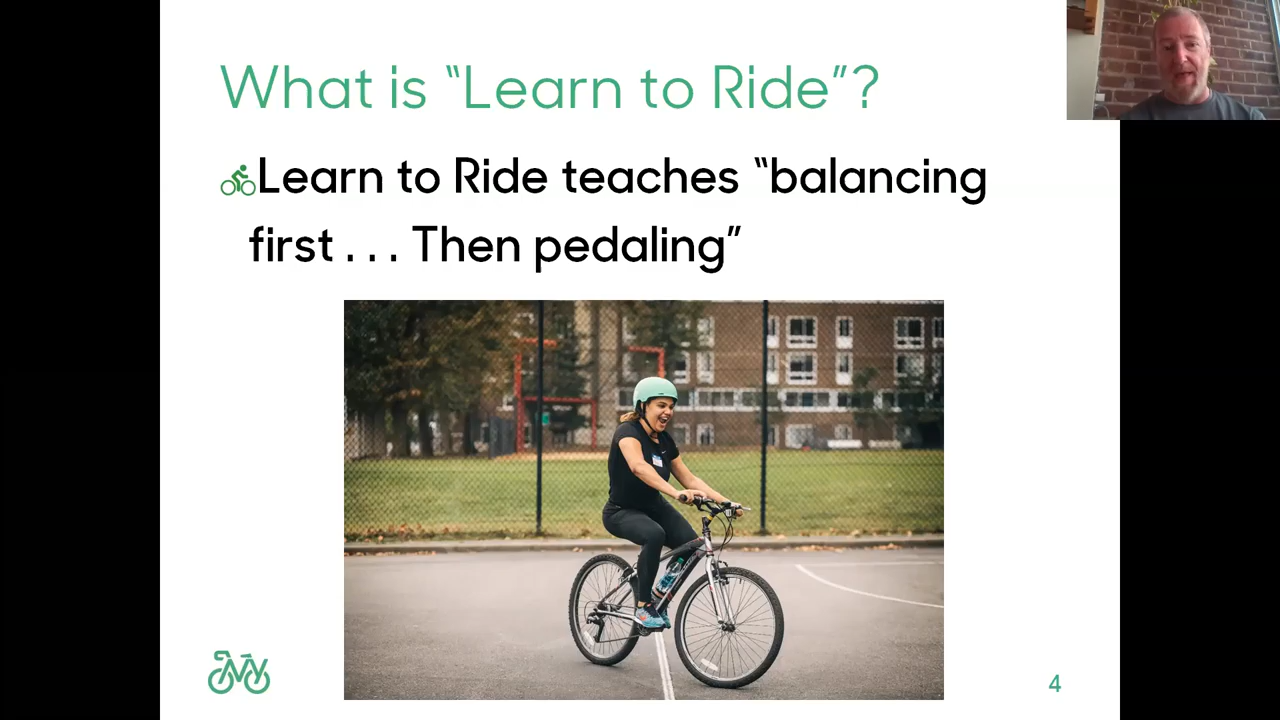 What is “Learn to Ride”?
Learn to Ride teaches “balancing
first . . . Then pedaling”
4